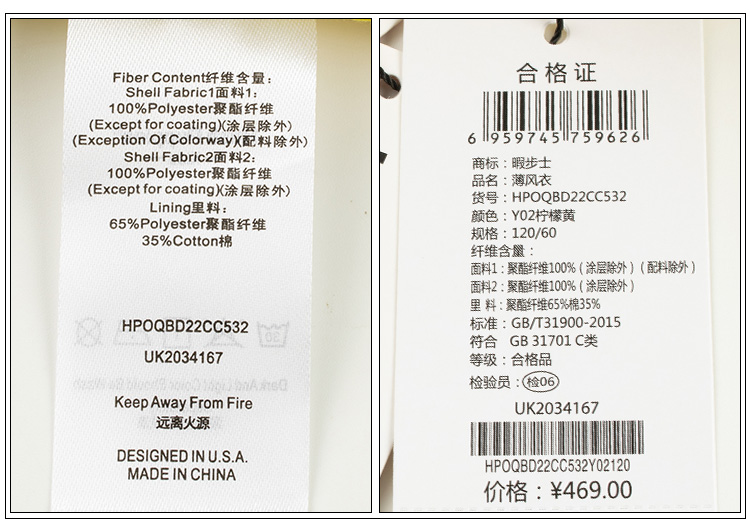 Fiber Content纤维含量：
Shell Fabric1面料1：
100%Polyester聚酯纤维
(Except for coating)(涂层除外)
(Exception Of Colorway)(配料除外)
Shell Fabric2面料2：
100%Polyester聚酯纤维
(Except for coating)(涂层除外)
Lining里料：
65%Polyester聚酯纤维
35%Cotton棉
HPOQBD22CC532
UK2034167
Keep Away From Fire
远离火源
DESIGNED IN U.S.A.
MADE IN CHINA
合格证
6 959745 759626
商标：暇步士
品名：薄风衣
货号：HPOQBD22CC532
颜色：Y02柠檬黄
规格：120/60
纤维含量：
面料1：聚酯纤维100%（涂层除外）（配料除外）
面料2：聚酯纤维100%（涂层除外）
里 料：聚酯纤维65%棉35%
标准：GB/T31900-2015
符合 GB 31701 C类
等级：合格品
检验员：检06
UK2034167
HPOQBD22CC532Y02120
价格：¥469.00